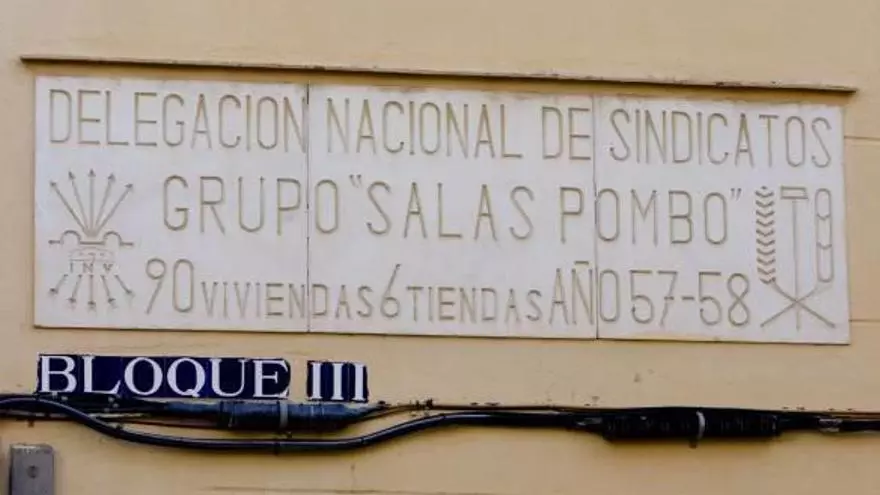 DELEGACION NACIONAL DE SINDICATOS
GRUPO "SALAS POMBO"
INV
90 VIVIENDAS 6 TIENDAS AÑO 57-58
BLOQUE III